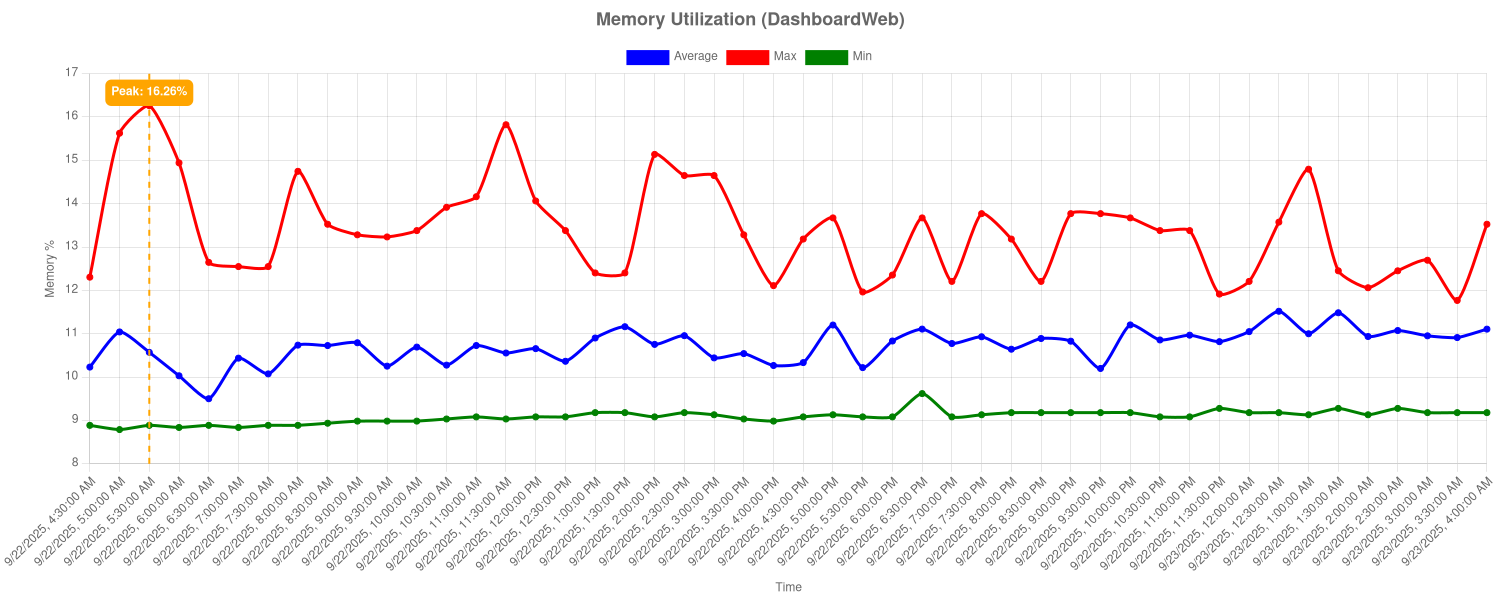 Memory Utilization (DashboardWeb)
Average Max Min
Peak: 16.26%
17
16
15
14
13
12
11
10
9
8
Memory %
9/22/2025, 4:30:00 AM
9/22/2025, 5:00:00 AM
9/22/2025, 5:30:00 AM
9/22/2025, 6:00:00 AM
9/22/2025, 6:30:00 AM
9/22/2025, 7:00:00 AM
9/22/2025, 7:30:00 AM
9/22/2025, 8:00:00 AM
9/22/2025, 8:30:00 AM
9/22/2025, 9:00:00 AM
9/22/2025, 9:30:00 AM
9/22/2025, 10:00:00 AM
9/22/2025, 10:30:00 AM
9/22/2025, 11:00:00 AM
9/22/2025, 11:30:00 AM
9/22/2025, 12:00:00 PM
9/22/2025, 12:30:00 PM
9/22/2025, 1:00:00 PM
9/22/2025, 1:30:00 PM
9/22/2025, 2:00:00 PM
9/22/2025, 2:30:00 PM
9/22/2025, 3:00:00 PM
9/22/2025, 3:30:00 PM
9/22/2025, 4:00:00 PM
9/22/2025, 4:30:00 PM
9/22/2025, 5:00:00 PM
9/22/2025, 5:30:00 PM
9/22/2025, 6:00:00 PM
9/22/2025, 6:30:00 PM
9/22/2025, 7:00:00 PM
9/22/2025, 7:30:00 PM
9/22/2025, 8:00:00 PM
9/22/2025, 8:30:00 PM
9/22/2025, 9:00:00 PM
9/22/2025, 9:30:00 PM
9/22/2025, 10:00:00 PM
9/22/2025, 10:30:00 PM
9/22/2025, 11:00:00 PM
9/22/2025, 11:30:00 PM
9/23/2025, 12:00:00 AM
9/23/2025, 12:30:00 AM
9/23/2025, 1:00:00 AM
9/23/2025, 1:30:00 AM
9/23/2025, 2:00:00 AM
9/23/2025, 2:30:00 AM
9/23/2025, 3:00:00 AM
9/23/2025, 3:30:00 AM
9/23/2025, 4:00:00 AM
Time